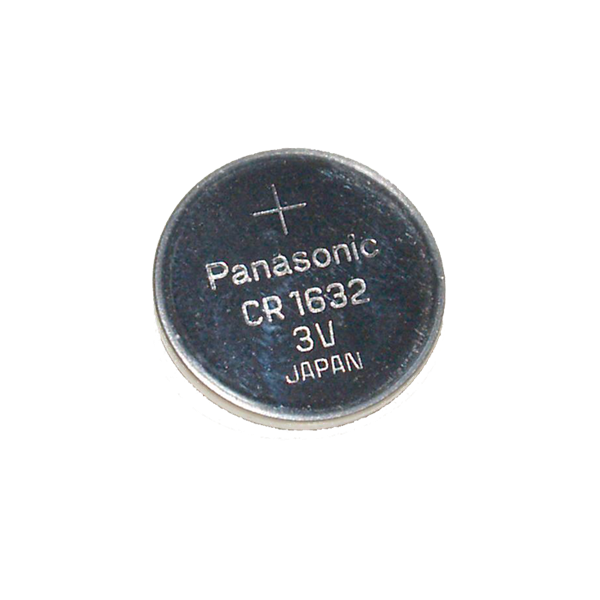 +
Panasonic
CR1632
3V
JAPAN